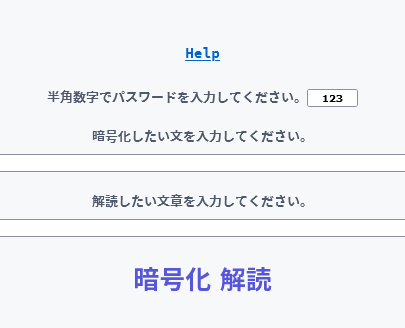 Help
半角数字でパスワードを入力してください。 123
暗号化したい文を入力してください。
解読したい文章を入力してください。
暗号化 解読